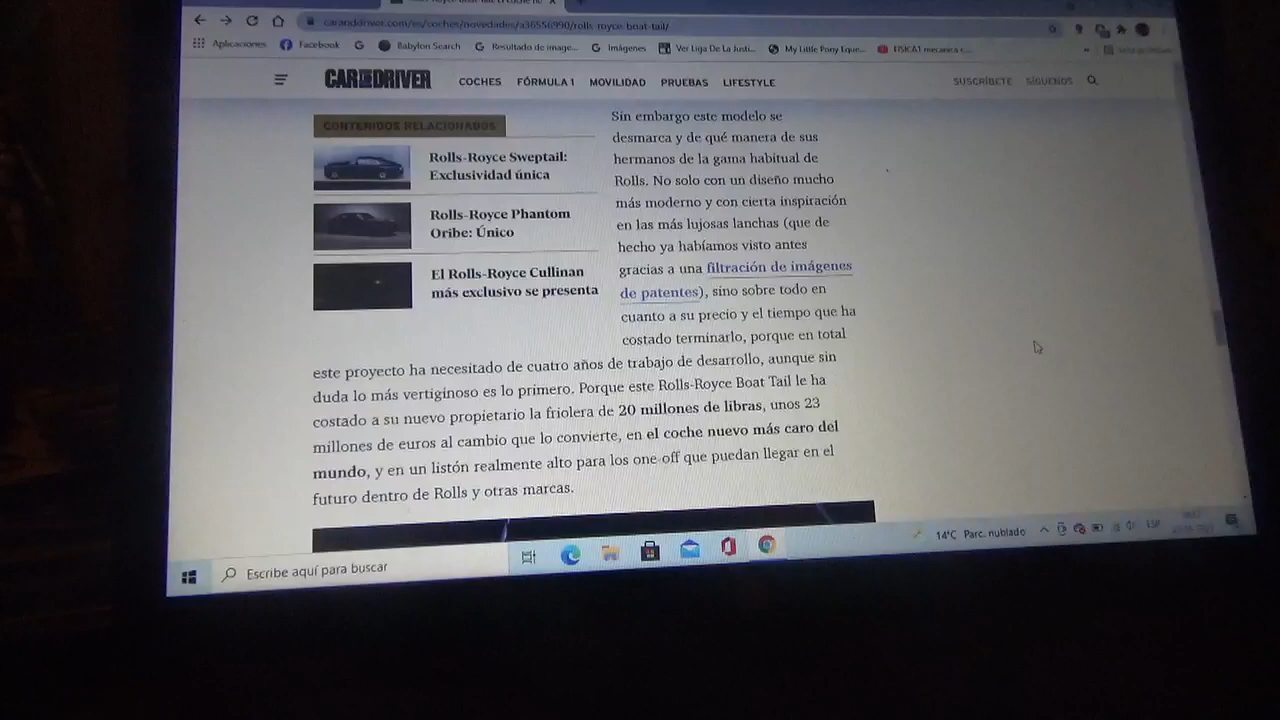 caranddriver.com/es/coches/novedades/a36556990/rolls-royce-boat-tail/
Aplicaciones
Facebook
Babylon Search
Resultado de image...
Imágenes
Ver Liga De La Justi...
My Little Pony Equn...
CAR AND DRIVER
COCHES
FÓRMULA 1
MOVILIDAD
PRUEBAS
LIFESTYLE
SUSCRÍBETE
SÍGUENOS
CONTENIDOS RELACIONADOS
Rolls-Royce Sweptail:
Exclusividad única
Rolls-Royce Phantom
Oribe: Único
El Rolls-Royce Cullinan
más exclusivo se presenta
Sin embargo este modelo se
desmarca y de qué manera de sus
hermanos de la gama habitual de
Rolls. No solo con un diseño mucho
más moderno y con cierta inspiración
en las más lujosas lanchas (que de
hecho ya habíamos visto antes
gracias a una filtración de imágenes
de patentes), sino sobre todo en
cuanto a su precio y el tiempo que ha
costado terminarlo, porque en total
este proyecto ha necesitado de cuatro años de trabajo de desarrollo, aunque sin
duda lo más vertiginoso es lo primero. Porque este Rolls-Royce Boat Tail le ha
costado a su nuevo propietario la friolera de 20 millones de libras, unos 23
millones de euros al cambio que lo convierte, en el coche nuevo más caro del
mundo, y en un listón realmente alto para los one off que puedan llegar en el
futuro dentro de Rolls y otras marcas.
Escribe aquí para buscar
14°C Parc. nublado
ESP